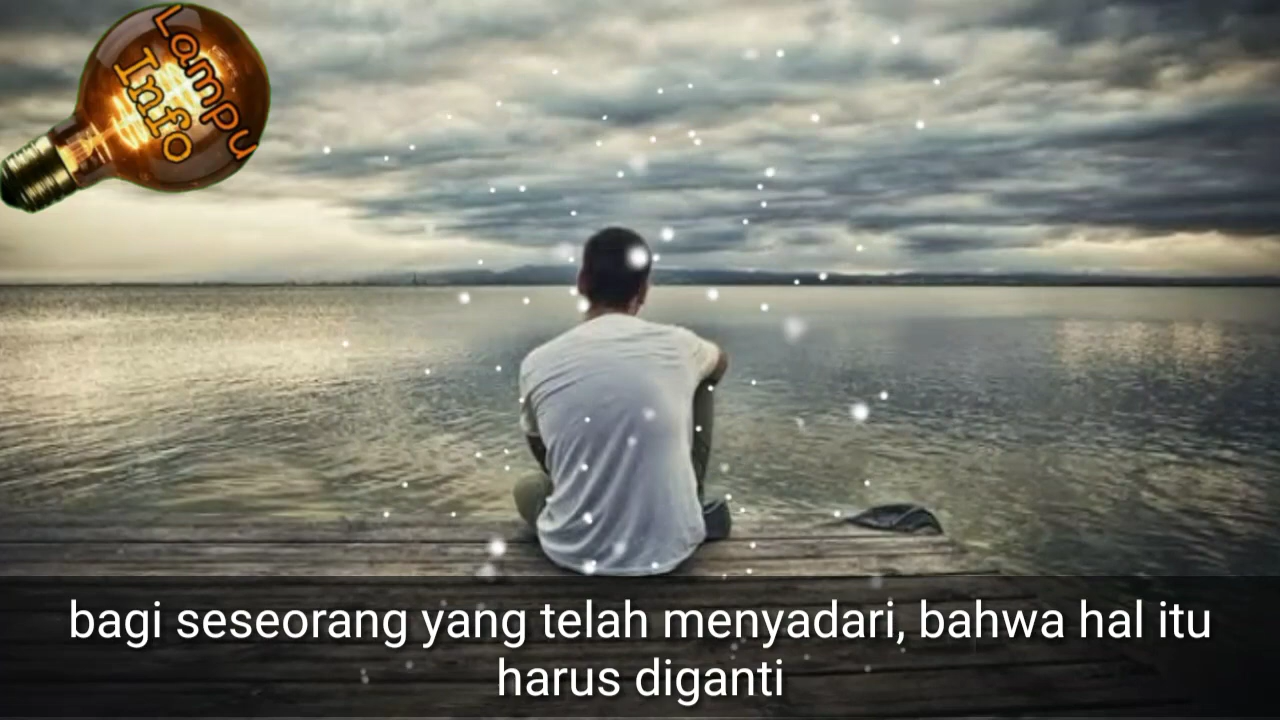 Lampu
Info
bagi seseorang yang telah menyadari, bahwa hal itu
harus diganti